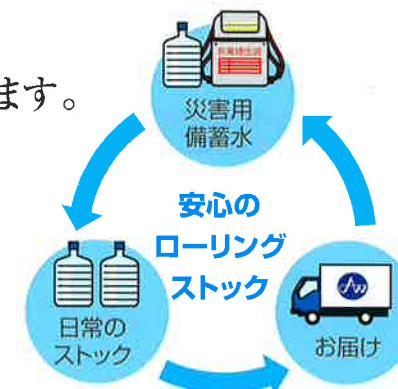 ます。
災害用
備蓄水
安心の
ローリング
ストック
日常の
ストック
お届け